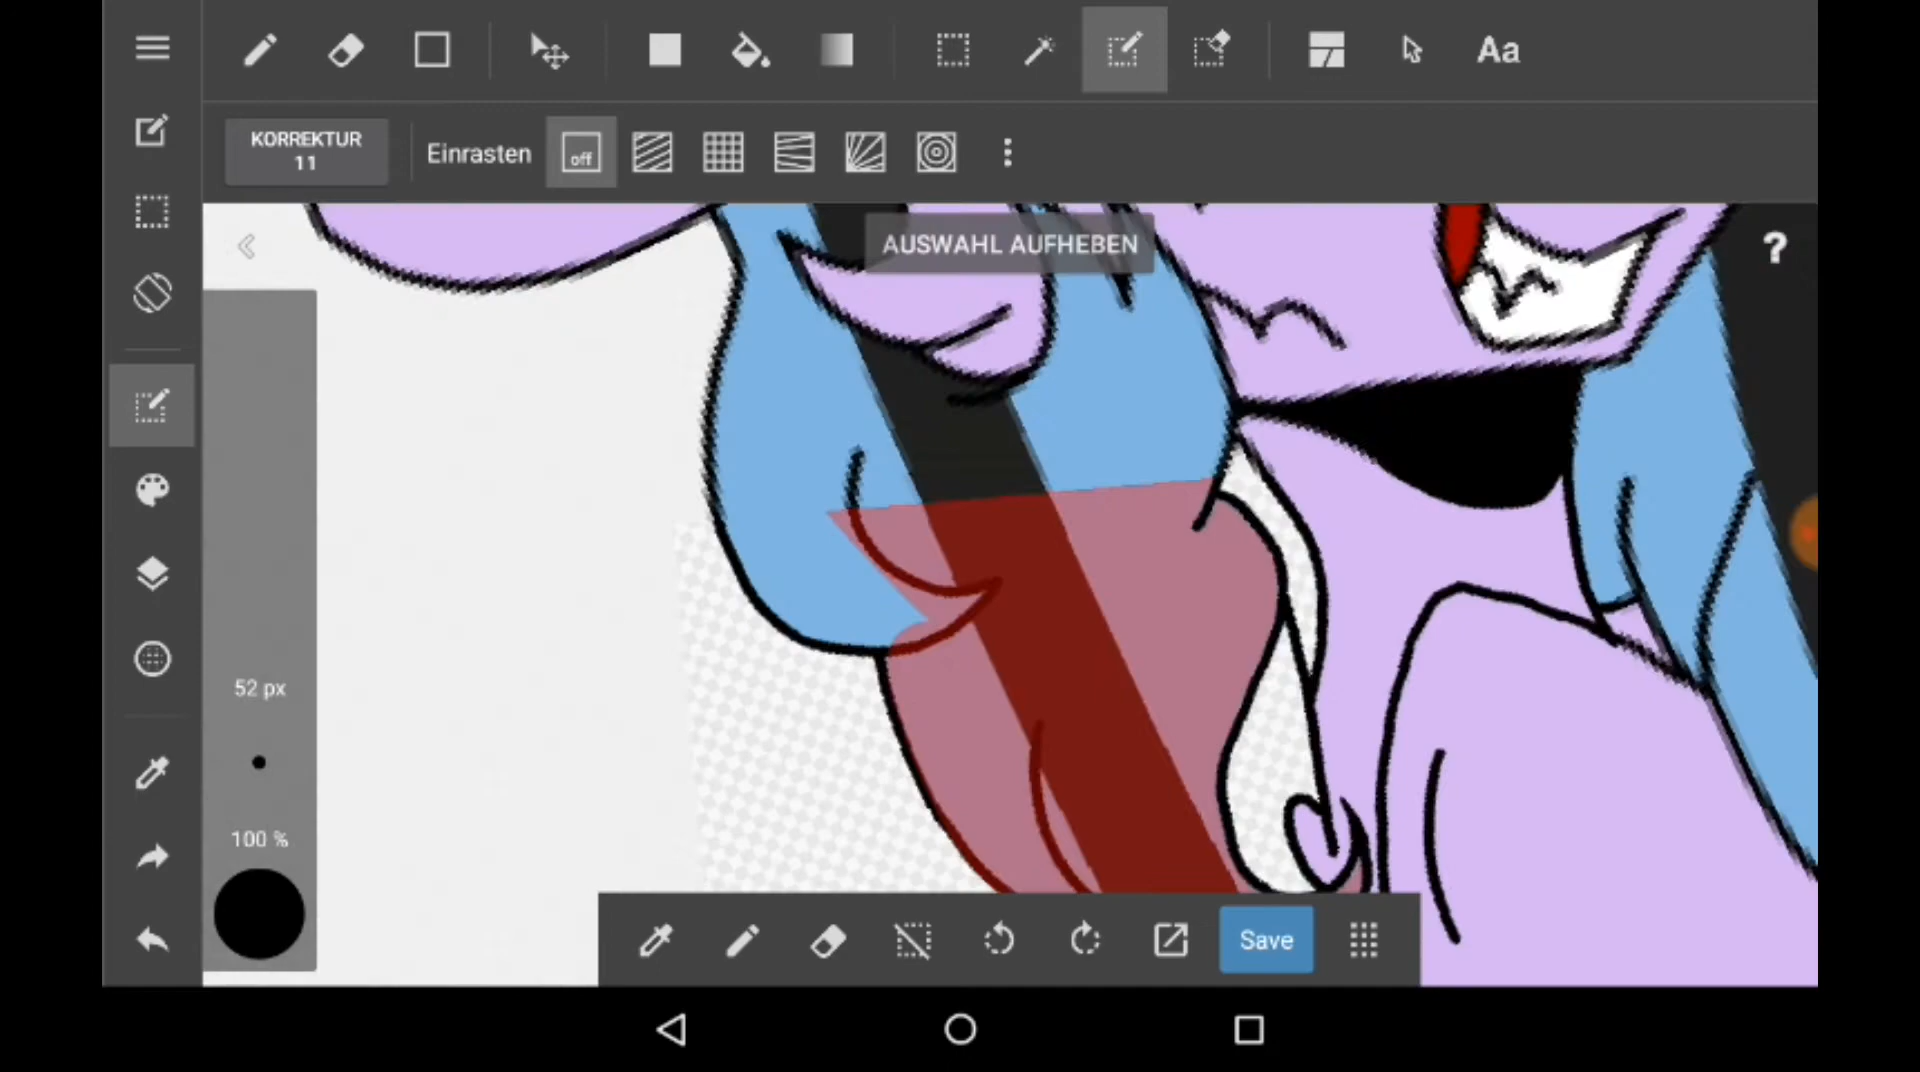 Aa
KORREKTUR
11
Einrasten
off
AUSWAHL AUFHEBEN
?
52 px
100 %
Save